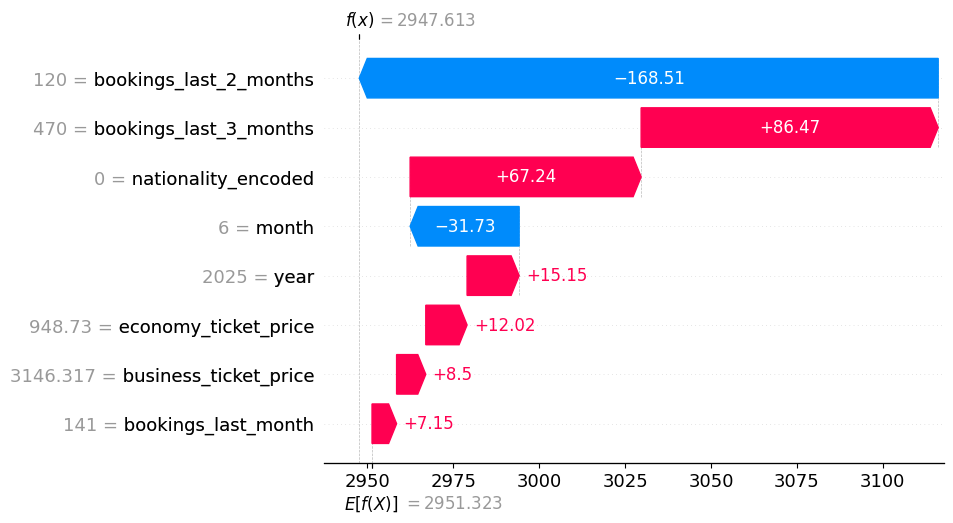 f(x) = 2947.613
120 = bookings_last_2_months
−168.51
470 = bookings_last_3_months
+86.47
0 = nationality_encoded
+67.24
6 = month
−31.73
2025 = year
+15.15
948.73 = economy_ticket_price
+12.02
3146.317 = business_ticket_price
+8.5
141 = bookings_last_month
+7.15
2950 2975 3000 3025 3050 3075 3100
E[f(X)] = 2951.323